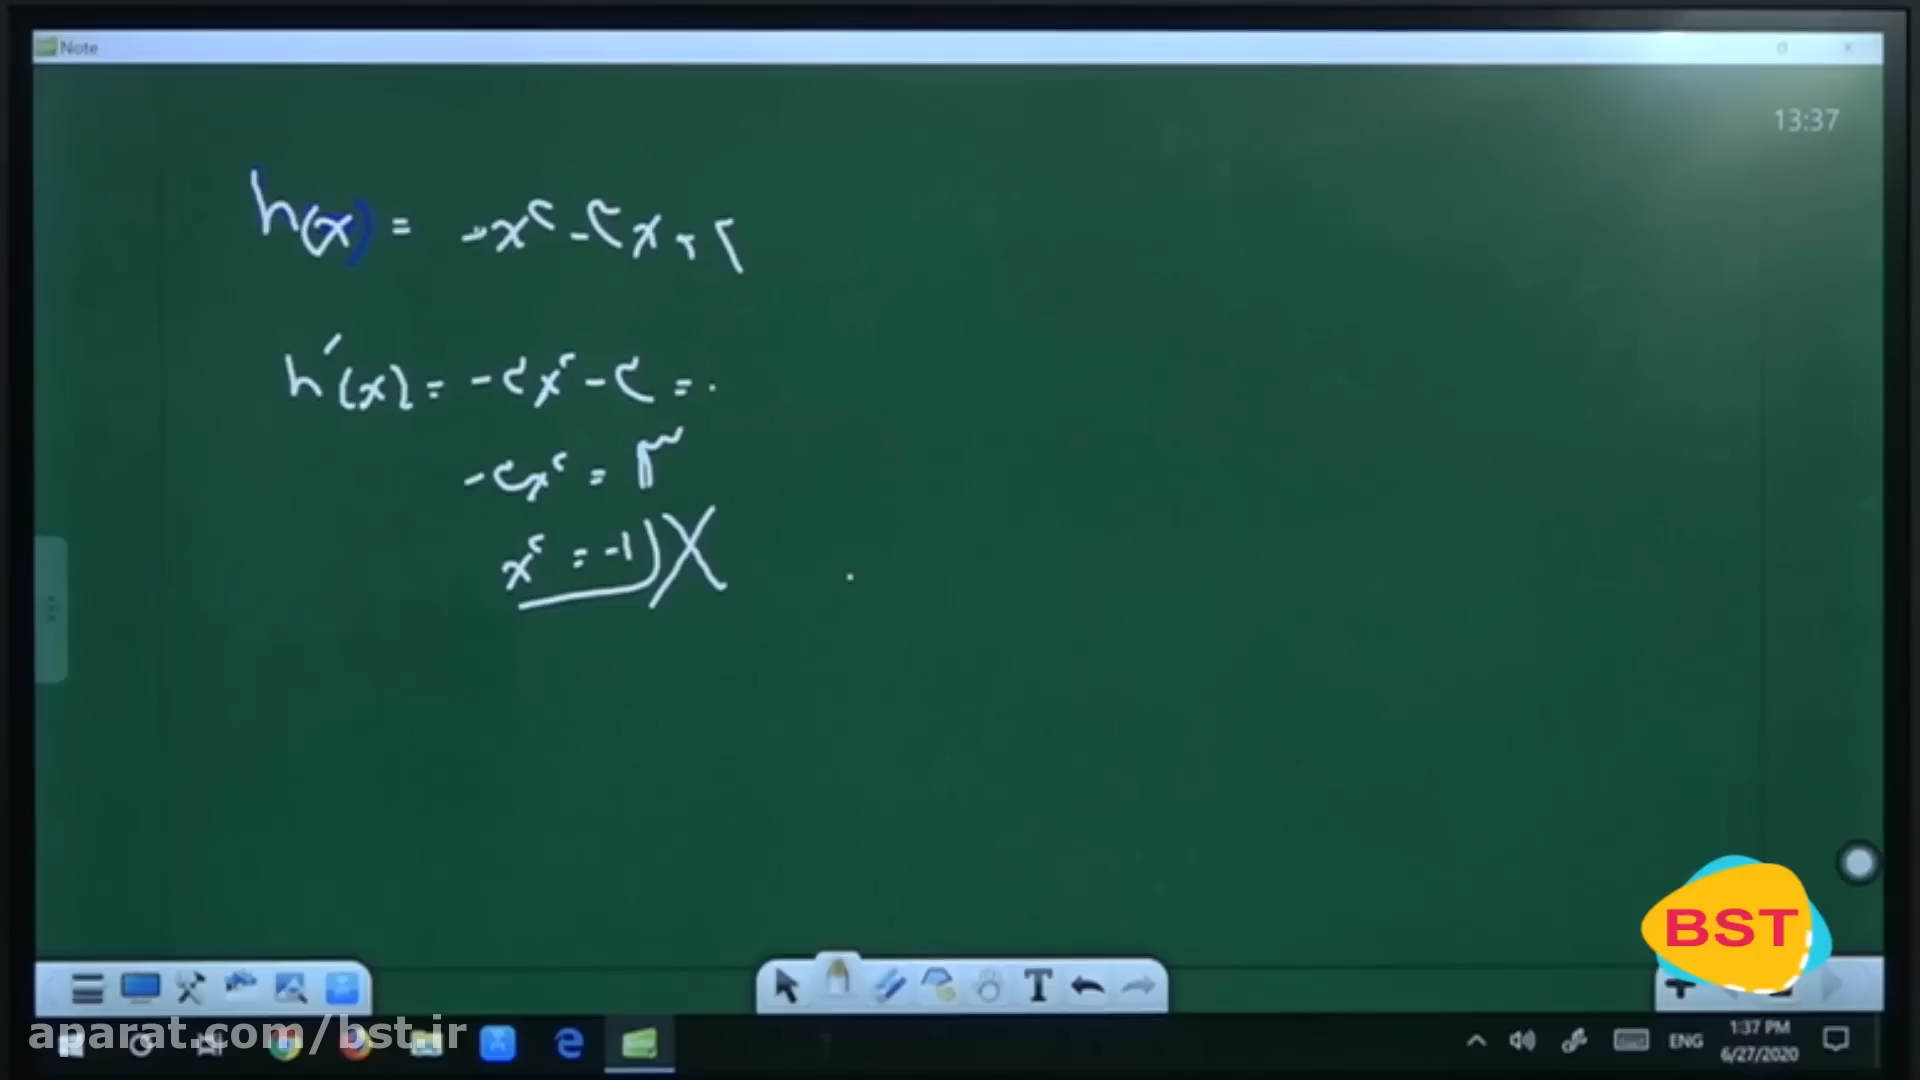 Note
13:37
h(x) = -x³ - ۳x + ۲
h′(x) = -۳x² - ۳ = ۰
-۳x² = ۳
x² = -۱
BST
aparat.com/bst.ir
ENG
1:37 PM
6/27/2020